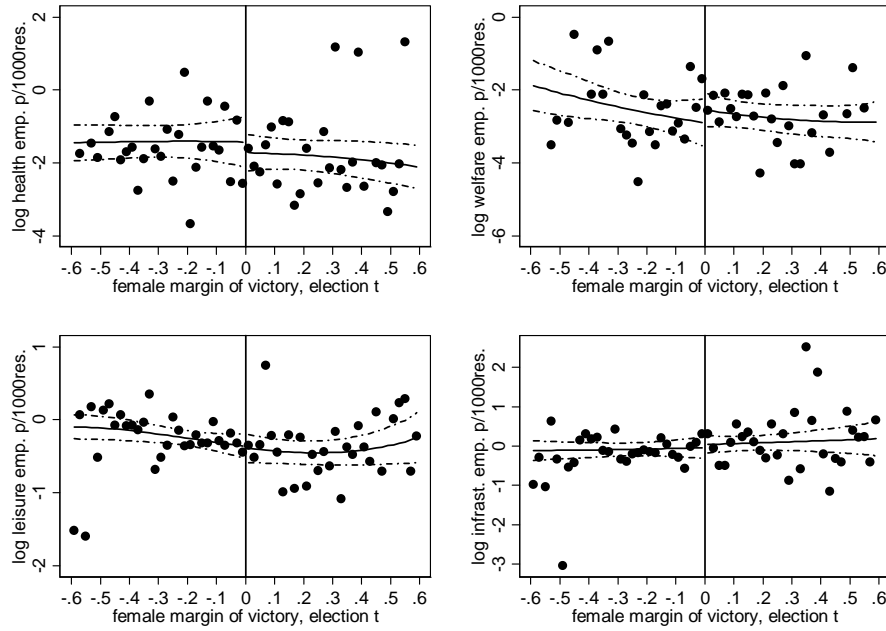 log health emp. p/1000res.
2
0
-2
-4
-.6 -.5 -.4 -.3 -.2 -.1 0 .1 .2 .3 .4 .5 .6
female margin of victory, election t
log welfare emp. p/1000res.
0
-2
-4
-6
-.6 -.5 -.4 -.3 -.2 -.1 0 .1 .2 .3 .4 .5 .6
female margin of victory, election t
log leisure emp. p/1000res.
1
0
-1
-2
-.6 -.5 -.4 -.3 -.2 -.1 0 .1 .2 .3 .4 .5 .6
female margin of victory, election t
log infrast. emp. p/1000res.
2
1
0
-1
-3
-.6 -.5 -.4 -.3 -.2 -.1 0 .1 .2 .3 .4 .5 .6
female margin of victory, election t